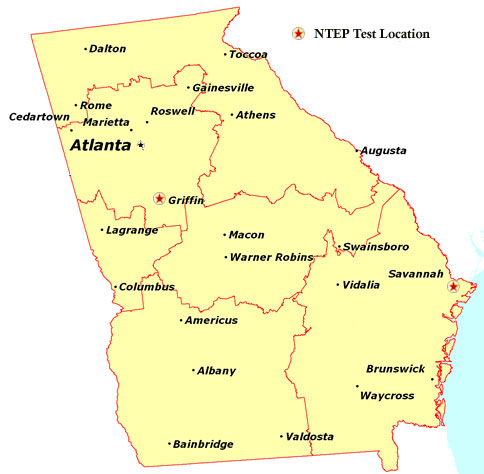 NTEP Test Location
Dalton
Toccoa
Gainesville
Rome
Cedartown
Marietta
Roswell
Athens
Atlanta
Augusta
Griffin
Lagrange
Macon
Swainsboro
Warner Robins
Savannah
Columbus
Vidalia
Americus
Albany
Brunswick
Waycross
Bainbridge
Valdosta